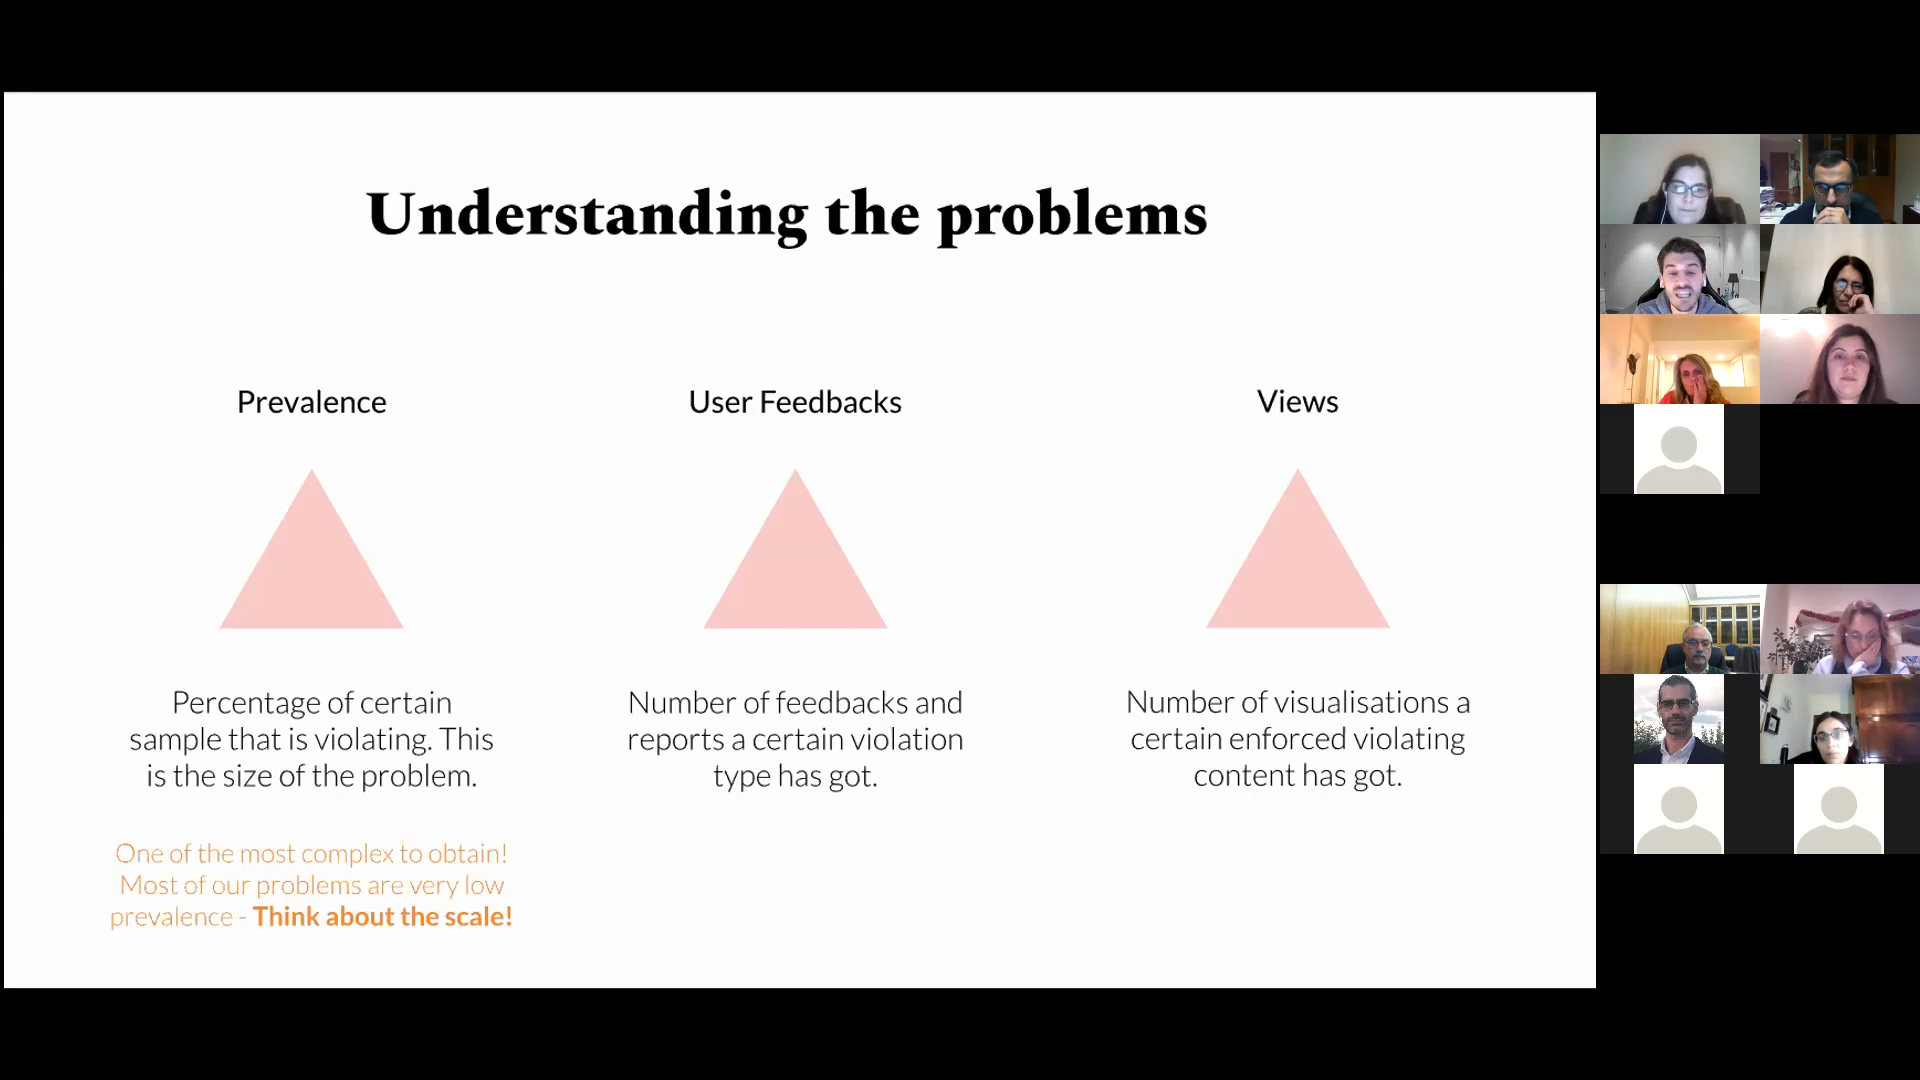 Understanding the problems
Prevalence
Percentage of certain
sample that is violating. This
is the size of the problem.
One of the most complex to obtain!
Most of our problems are very low
prevalence - Think about the scale!
User Feedbacks
Number of feedbacks and
reports a certain violation
type has got.
Views
Number of visualisations a
certain enforced violating
content has got.